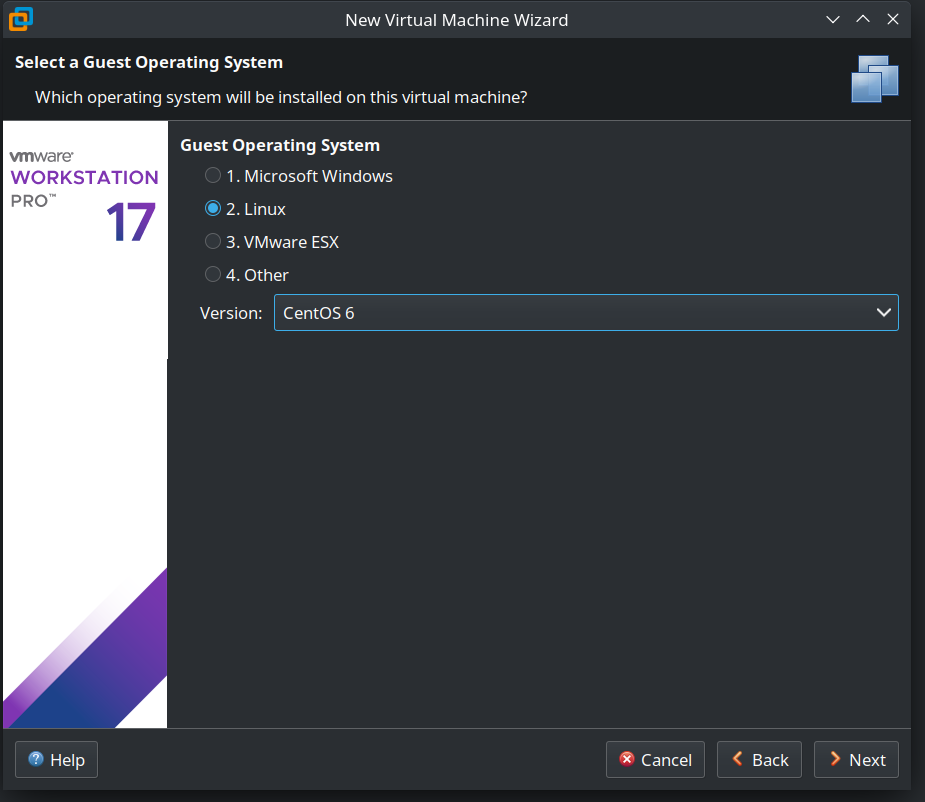 New Virtual Machine Wizard
Select a Guest Operating System
Which operating system will be installed on this virtual machine?
vmware®
WORKSTATION
PRO™
17
Guest Operating System
1. Microsoft Windows
2. Linux
3. VMware ESX
4. Other
Version: CentOS 6
Help Cancel Back Next